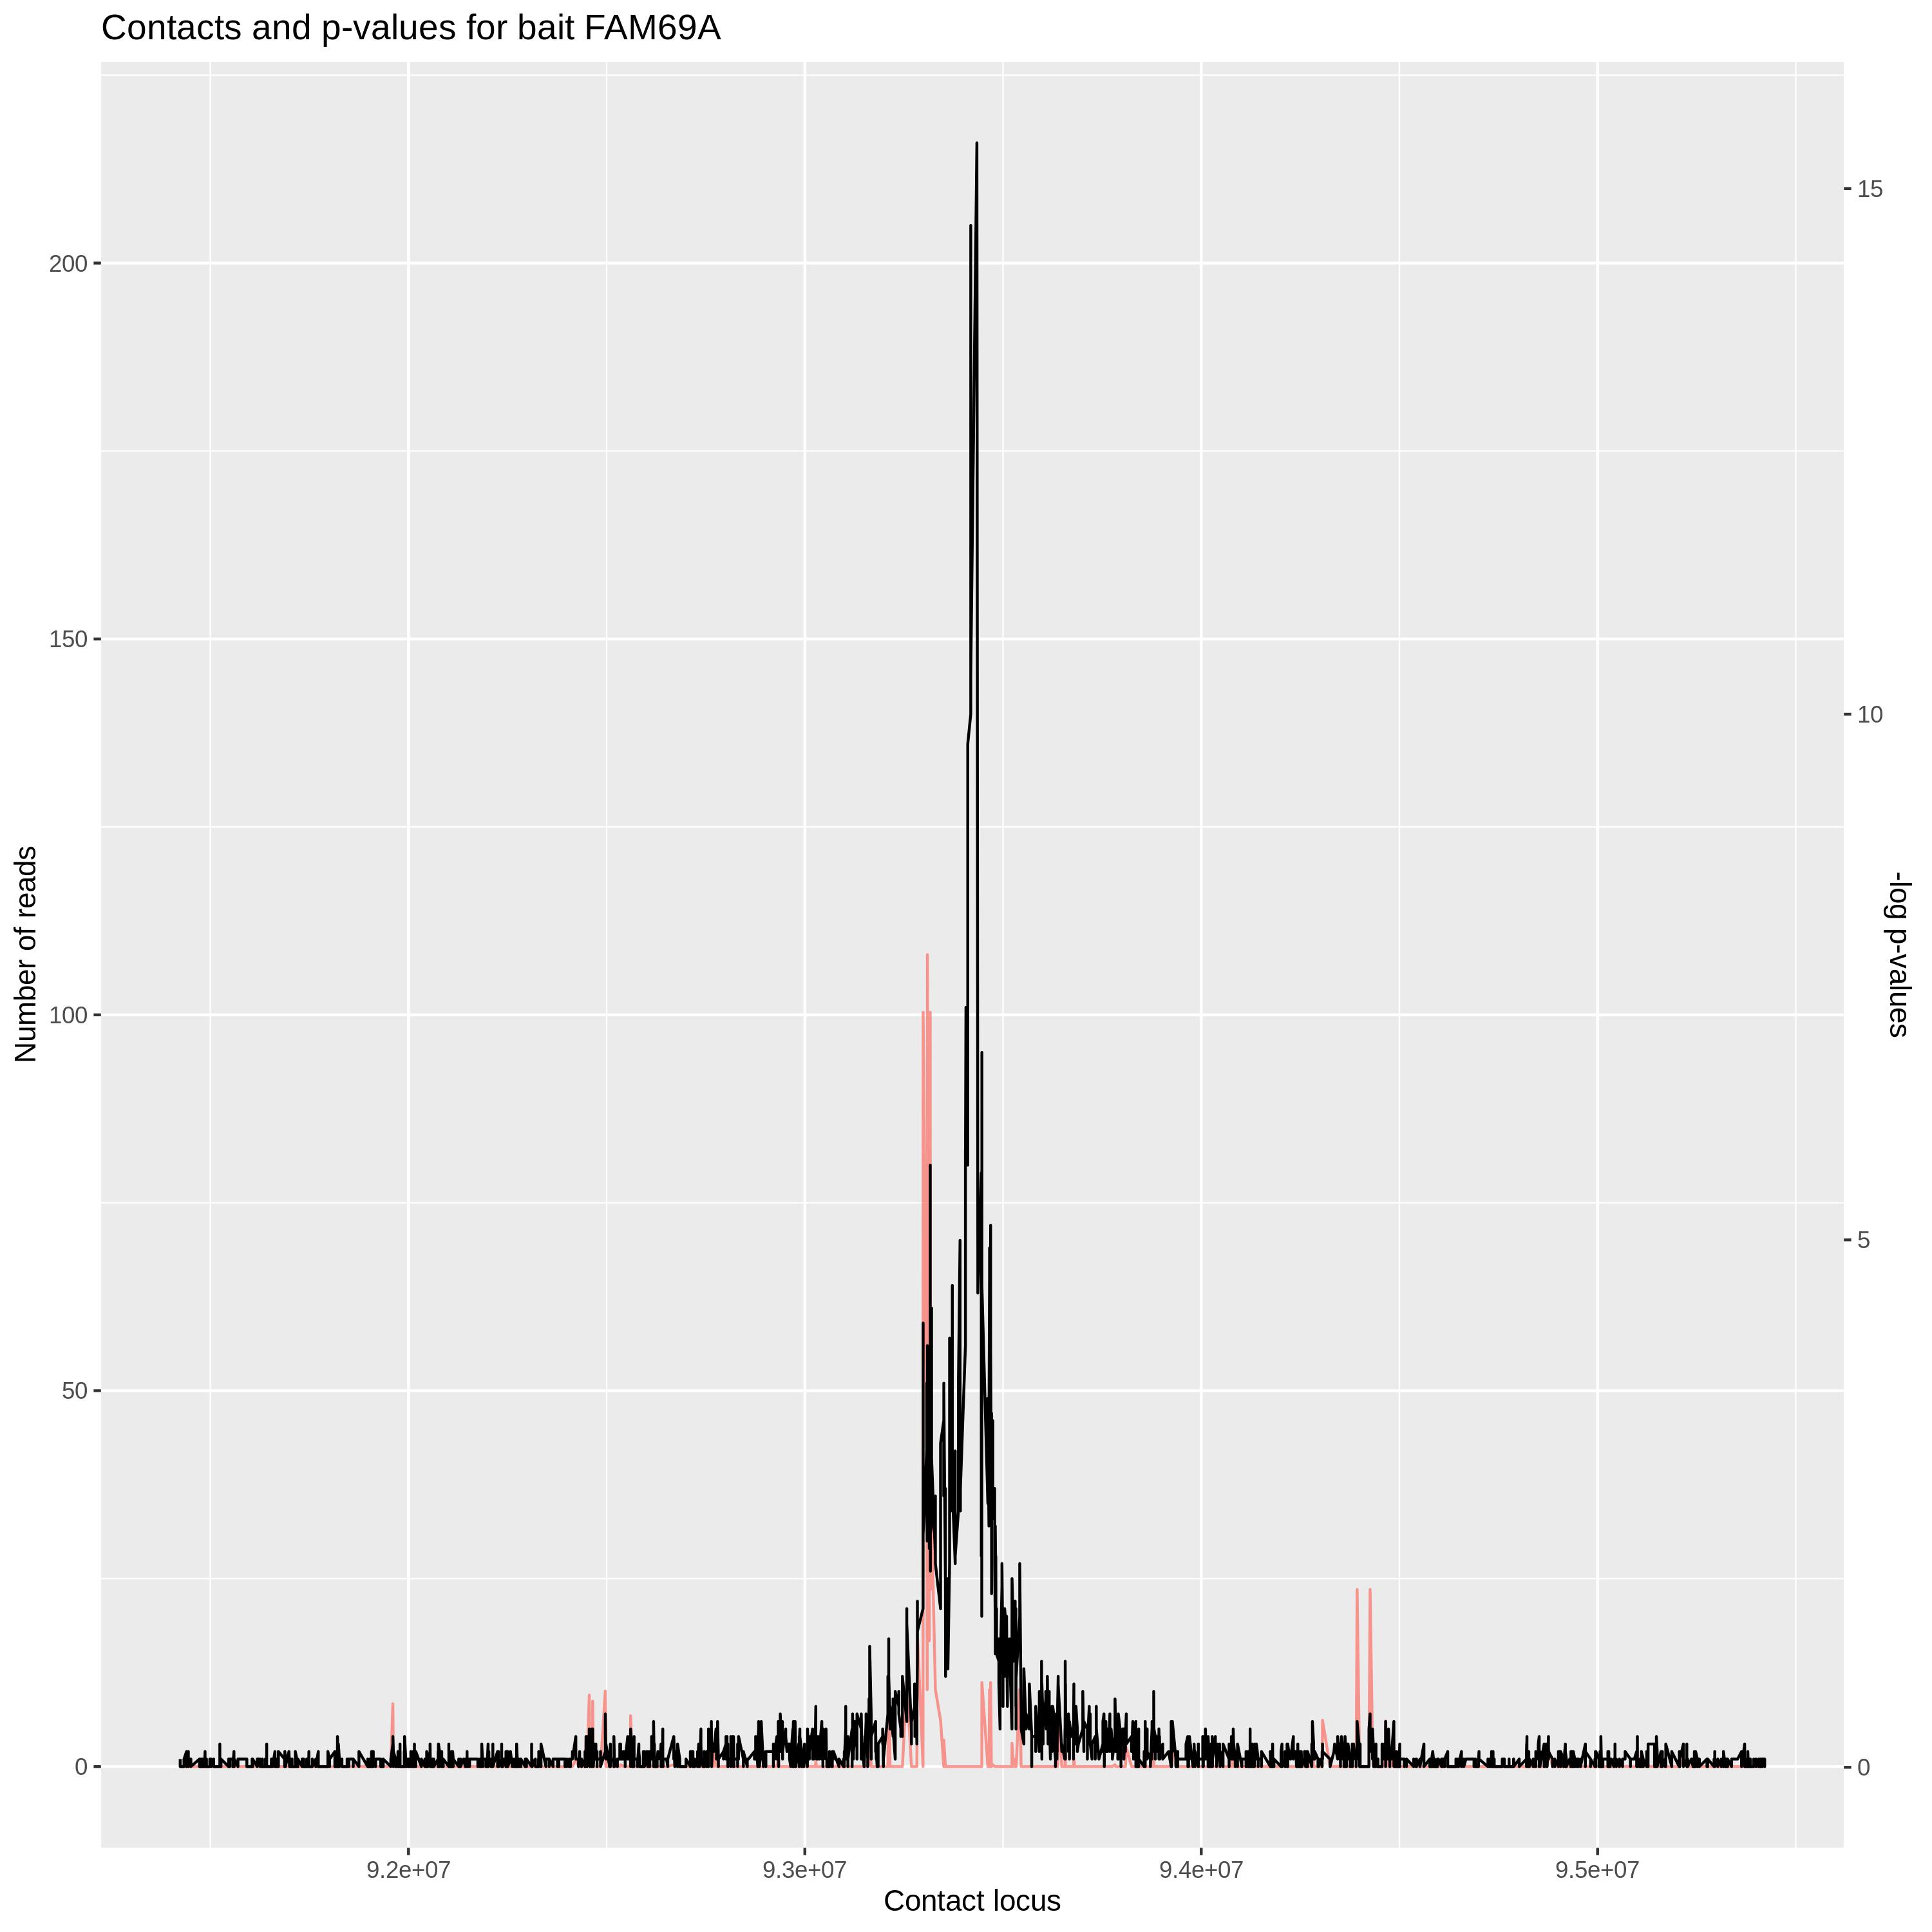 Contacts and p-values for bait FAM69A
200
150
100
50
0
Number of reads
15
10
5
0
-log p-values
9.2e+07 9.3e+07 9.4e+07 9.5e+07
Contact locus